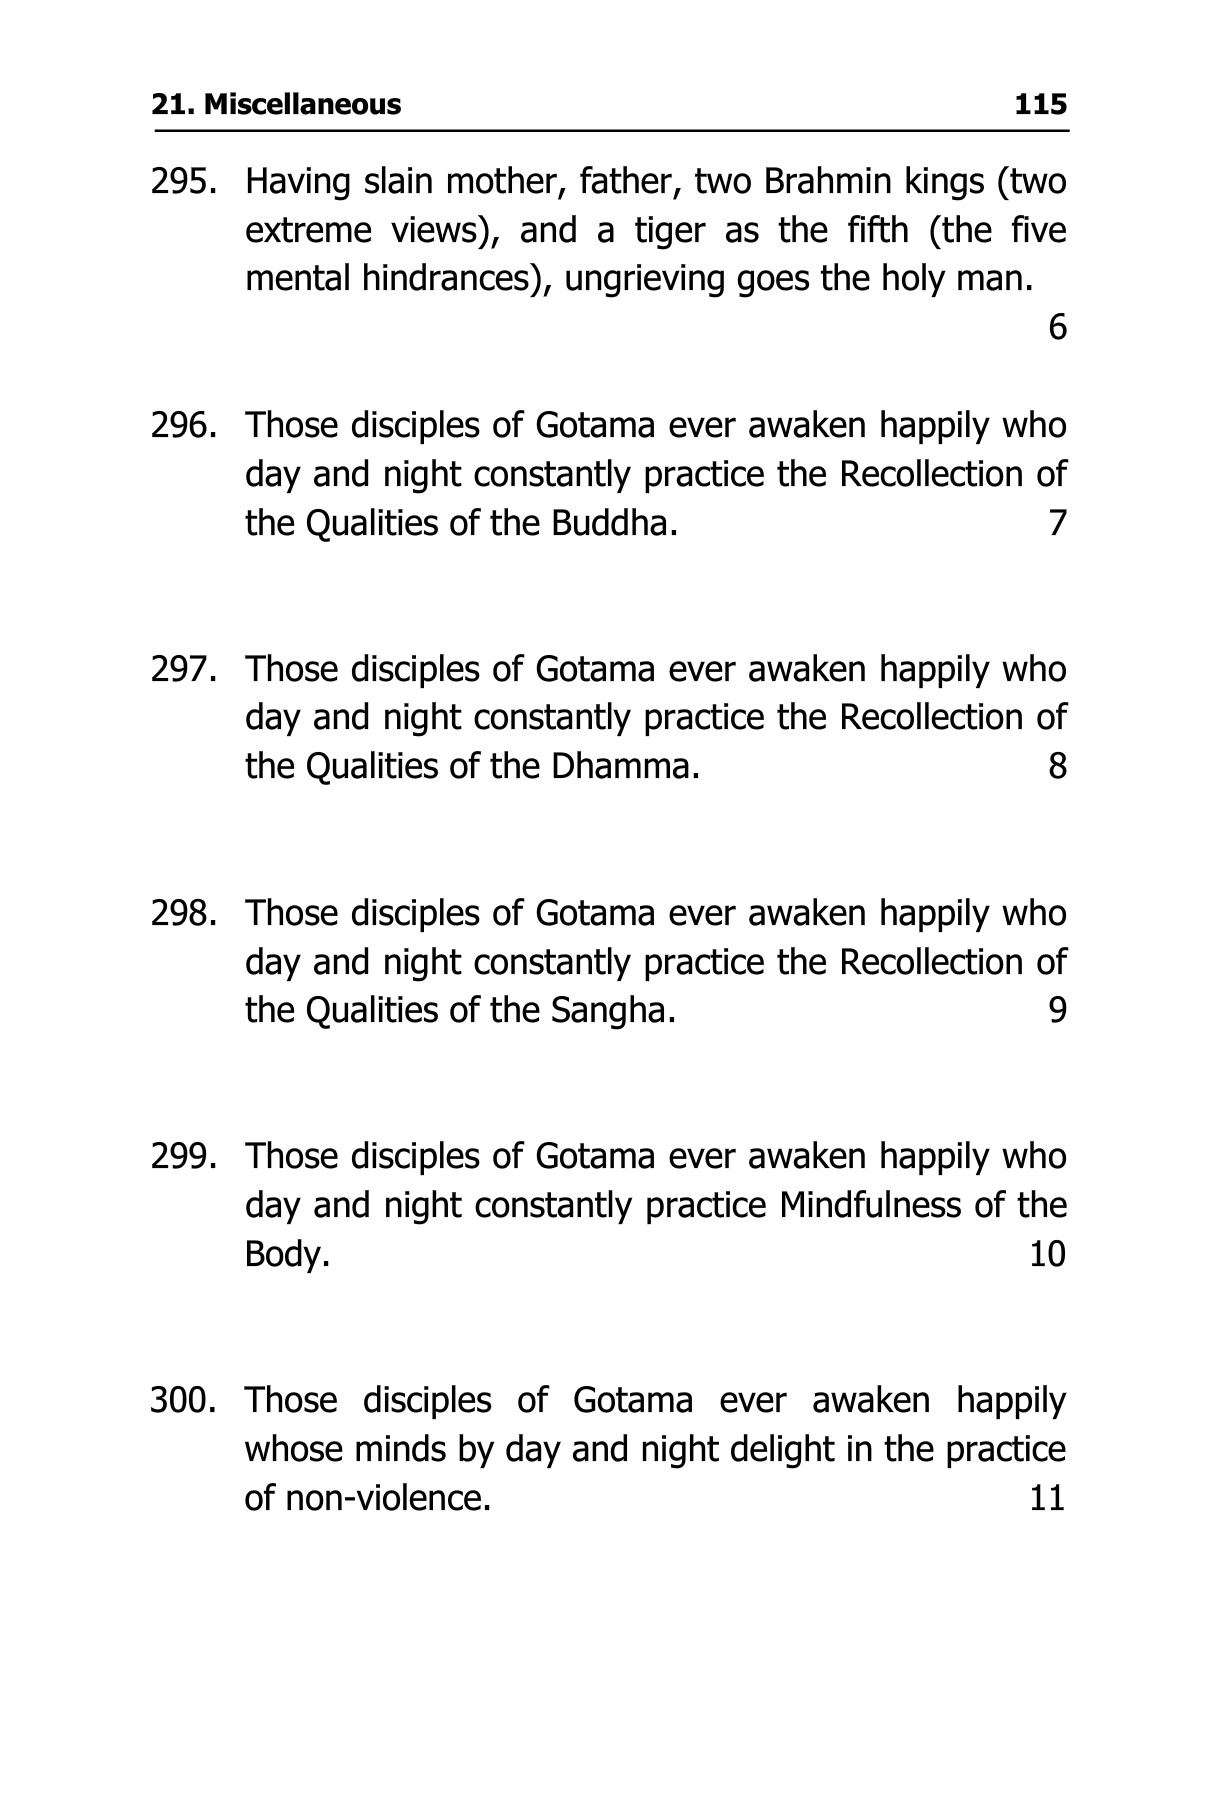 21. Miscellaneous 115
295. Having slain mother, father, two Brahmin kings (two
extreme views), and a tiger as the fifth (the five
mental hindrances), ungrieving goes the holy man.
6
296. Those disciples of Gotama ever awaken happily who
day and night constantly practice the Recollection of
the Qualities of the Buddha. 7
297. Those disciples of Gotama ever awaken happily who
day and night constantly practice the Recollection of
the Qualities of the Dhamma. 8
298. Those disciples of Gotama ever awaken happily who
day and night constantly practice the Recollection of
the Qualities of the Sangha. 9
299. Those disciples of Gotama ever awaken happily who
day and night constantly practice Mindfulness of the
Body. 10
300. Those disciples of Gotama ever awaken happily
whose minds by day and night delight in the practice
of non-violence. 11